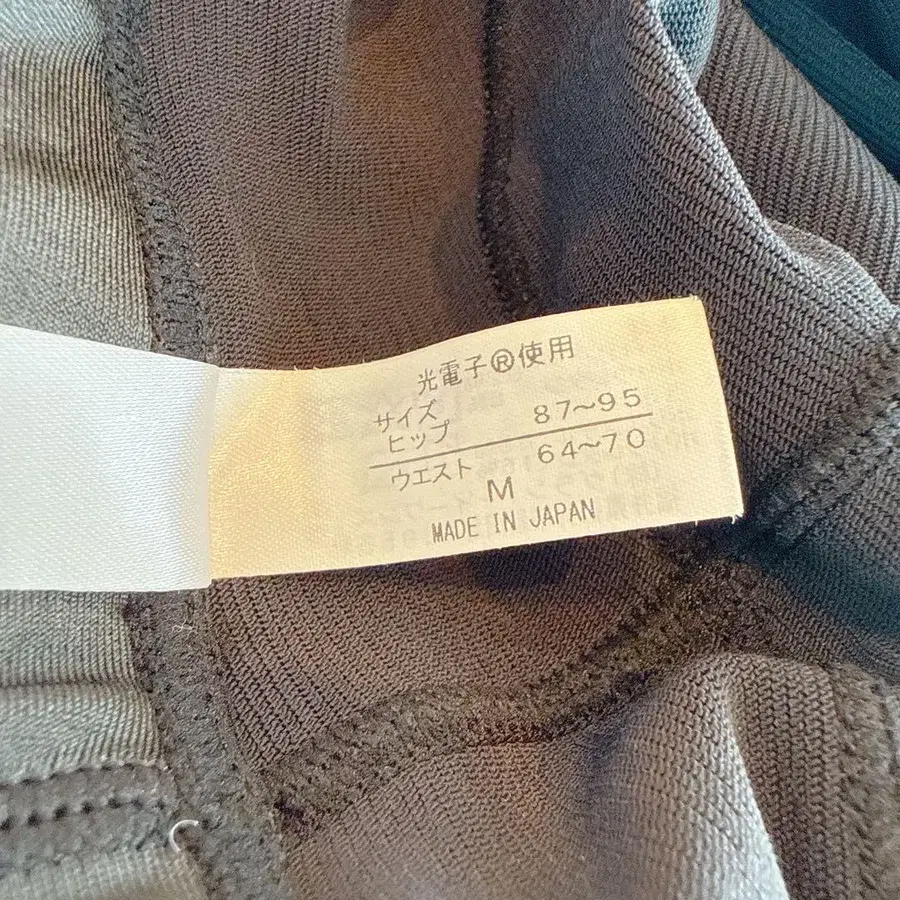 光電子®使用
サイズ
ヒップ 87～95
ウエスト 64～70
M
MADE IN JAPAN